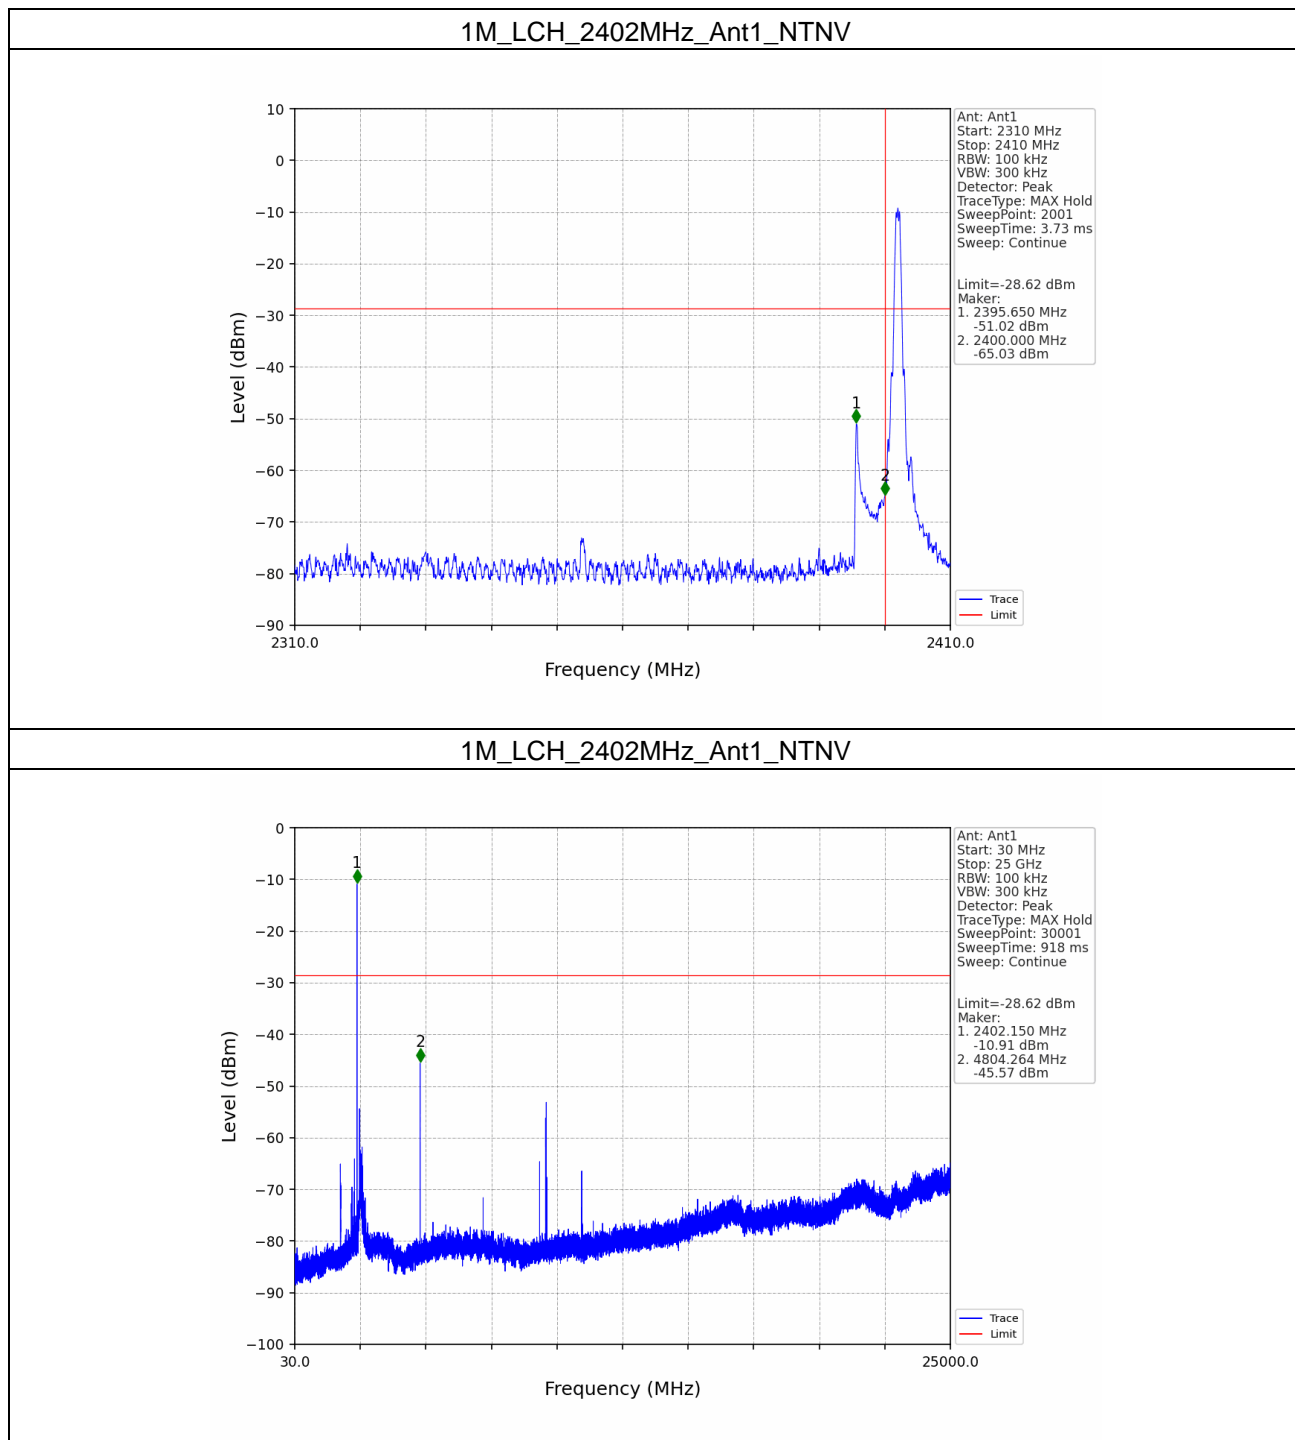 1M_LCH_2402MHz_Ant1_NTNV
10
0
−10
−20
−30
−40
−50
−60
−70
−80
−90
Level (dBm)
2310.0
2410.0
Frequency (MHz)
1
2
Ant: Ant1
Start: 2310 MHz
Stop: 2410 MHz
RBW: 100 kHz
VBW: 300 kHz
Detector: Peak
TraceType: MAX Hold
SweepPoint: 2001
SweepTime: 3.73 ms
Sweep: Continue
Limit=-28.62 dBm
Maker:
1. 2395.650 MHz
-51.02 dBm
2. 2400.000 MHz
-65.03 dBm
Trace
Limit
1M_LCH_2402MHz_Ant1_NTNV
0
−10
−20
−30
−40
−50
−60
−70
−80
−90
−100
Level (dBm)
30.0
25000.0
Frequency (MHz)
1
2
Ant: Ant1
Start: 30 MHz
Stop: 25 GHz
RBW: 100 kHz
VBW: 300 kHz
Detector: Peak
TraceType: MAX Hold
SweepPoint: 30001
SweepTime: 918 ms
Sweep: Continue
Limit=-28.62 dBm
Maker:
1. 2402.150 MHz
-10.91 dBm
2. 4804.264 MHz
-45.57 dBm
Trace
Limit